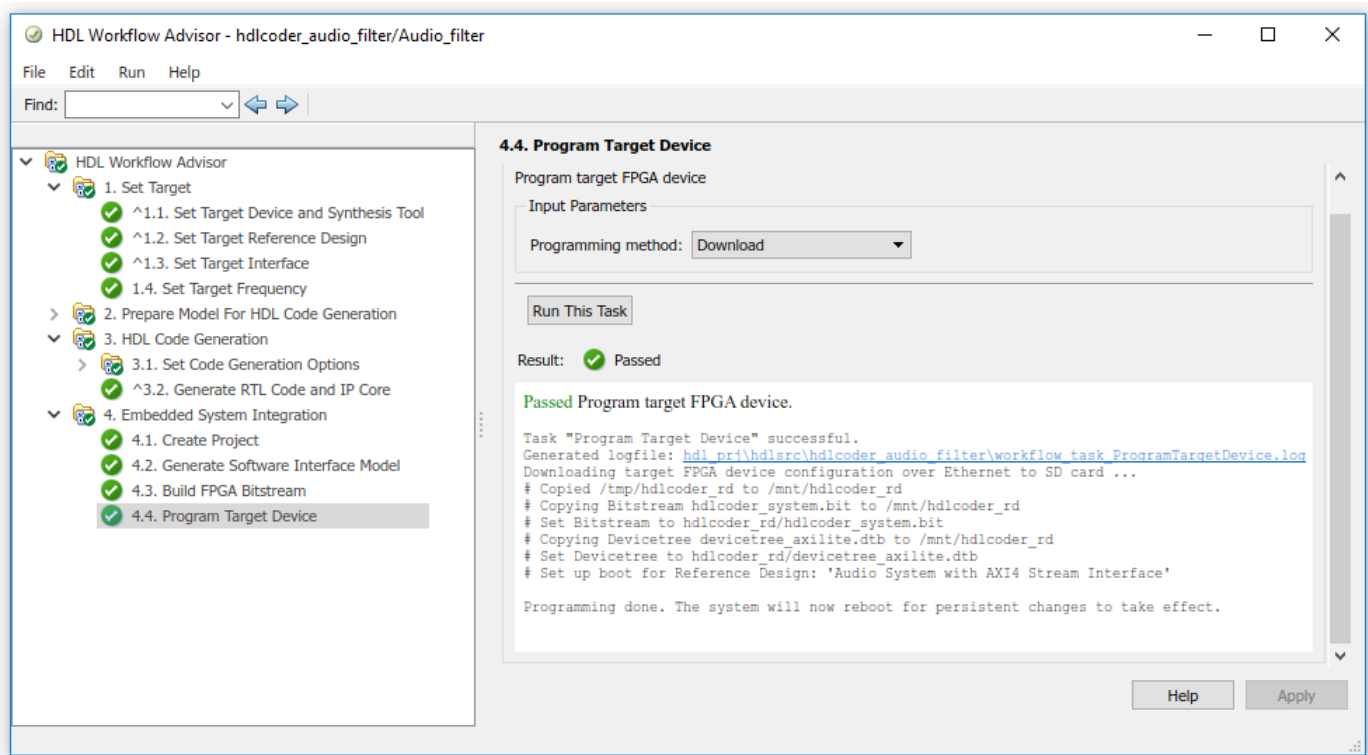 HDL Workflow Advisor - hdlcoder_audio_filter/Audio_filter
File Edit Run Help
Find:
HDL Workflow Advisor
1. Set Target
^1.1. Set Target Device and Synthesis Tool
^1.2. Set Target Reference Design
^1.3. Set Target Interface
1.4. Set Target Frequency
2. Prepare Model For HDL Code Generation
3. HDL Code Generation
3.1. Set Code Generation Options
^3.2. Generate RTL Code and IP Core
4. Embedded System Integration
4.1. Create Project
4.2. Generate Software Interface Model
4.3. Build FPGA Bitstream
4.4. Program Target Device
4.4. Program Target Device
Program target FPGA device
Input Parameters
Programming method: Download
Run This Task
Result: Passed
Passed Program target FPGA device.
Task "Program Target Device" successful.
Generated logfile: hdl_prj\hdlsrc\hdlcoder_audio_filter\workflow_task_ProgramTargetDevice.log
Downloading target FPGA device configuration over Ethernet to SD card ...
# Copied /tmp/hdlcoder_rd to /mnt/hdlcoder_rd
# Copying Bitstream hdlcoder_system.bit to /mnt/hdlcoder_rd
# Set Bitstream to hdlcoder_rd/hdlcoder_system.bit
# Copying Devicetree devicetree_axilite.dtb to /mnt/hdlcoder_rd
# Set Devicetree to hdlcoder_rd/devicetree_axilite.dtb
# Set up boot for Reference Design: 'Audio System with AXI4 Stream Interface'
Programming done. The system will now reboot for persistent changes to take effect.
Help Apply